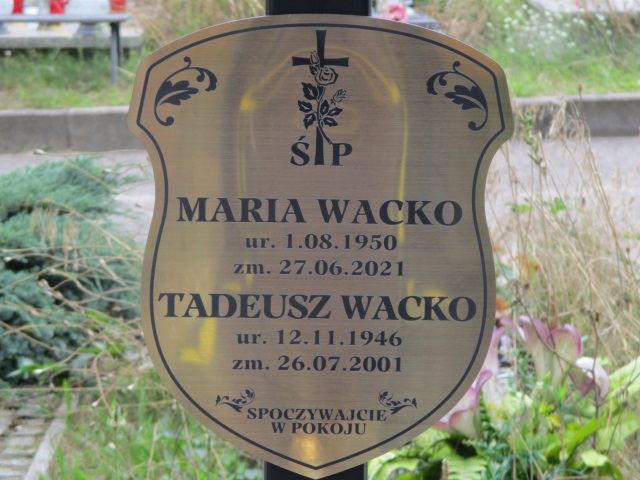 Ś P
MARIA WACKO
ur. 1.08.1950
zm. 27.06.2021
TADEUSZ WACKO
ur. 12.11.1946
zm. 26.07.2001
SPOCZYWAJCIE
W POKOJU